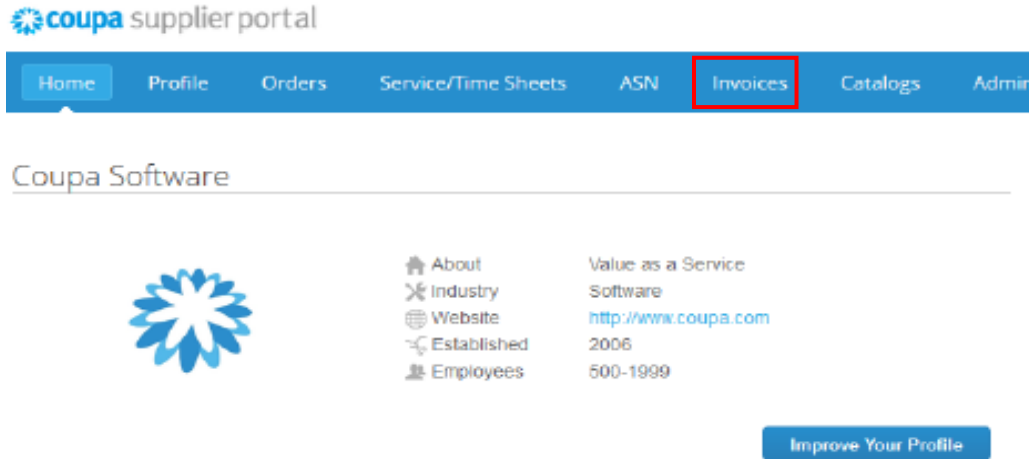 coupa supplier portal
Home Profile Orders Service/Time Sheets ASN Invoices Catalogs Admin
Coupa Software
About Value as a Service
Industry Software
Website http://www.coupa.com
Established 2006
Employees 500-1999
Improve Your Profile